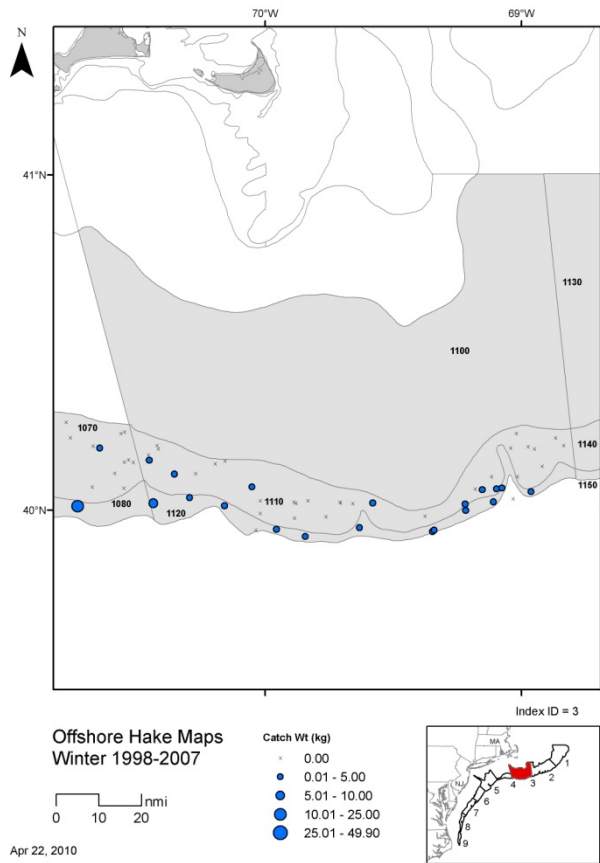 70°W 69°W
N
41°N
1130
1100
1070
1140
1110
1150
1080
1120
40°N
Index ID = 3
Offshore Hake Maps
Winter 1998-2007
Catch Wt (kg)
0.00
0.01 - 5.00
5.01 - 10.00
10.01 - 25.00
25.01 - 49.90
0 10 20 nmi
Apr 22, 2010
MA
NJ
1
2
3
4
5
6
7
8
9